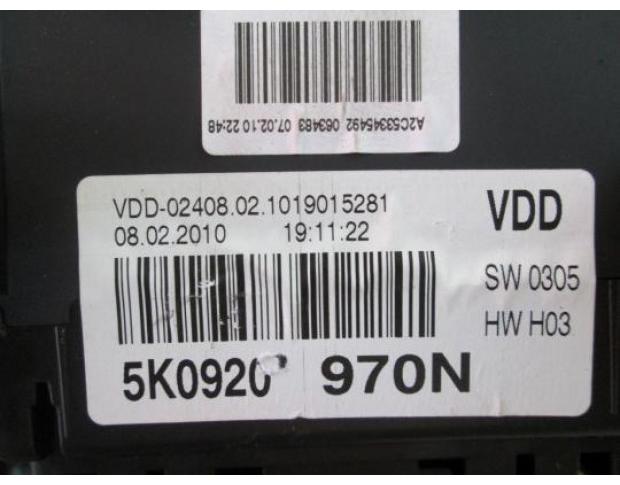 A2C53345492 063483 07.02.10 22:48
VDD-02408.02.1019015281
08.02.2010 19:11:22
VDD
SW 0305
HW H03
5K0920 970N